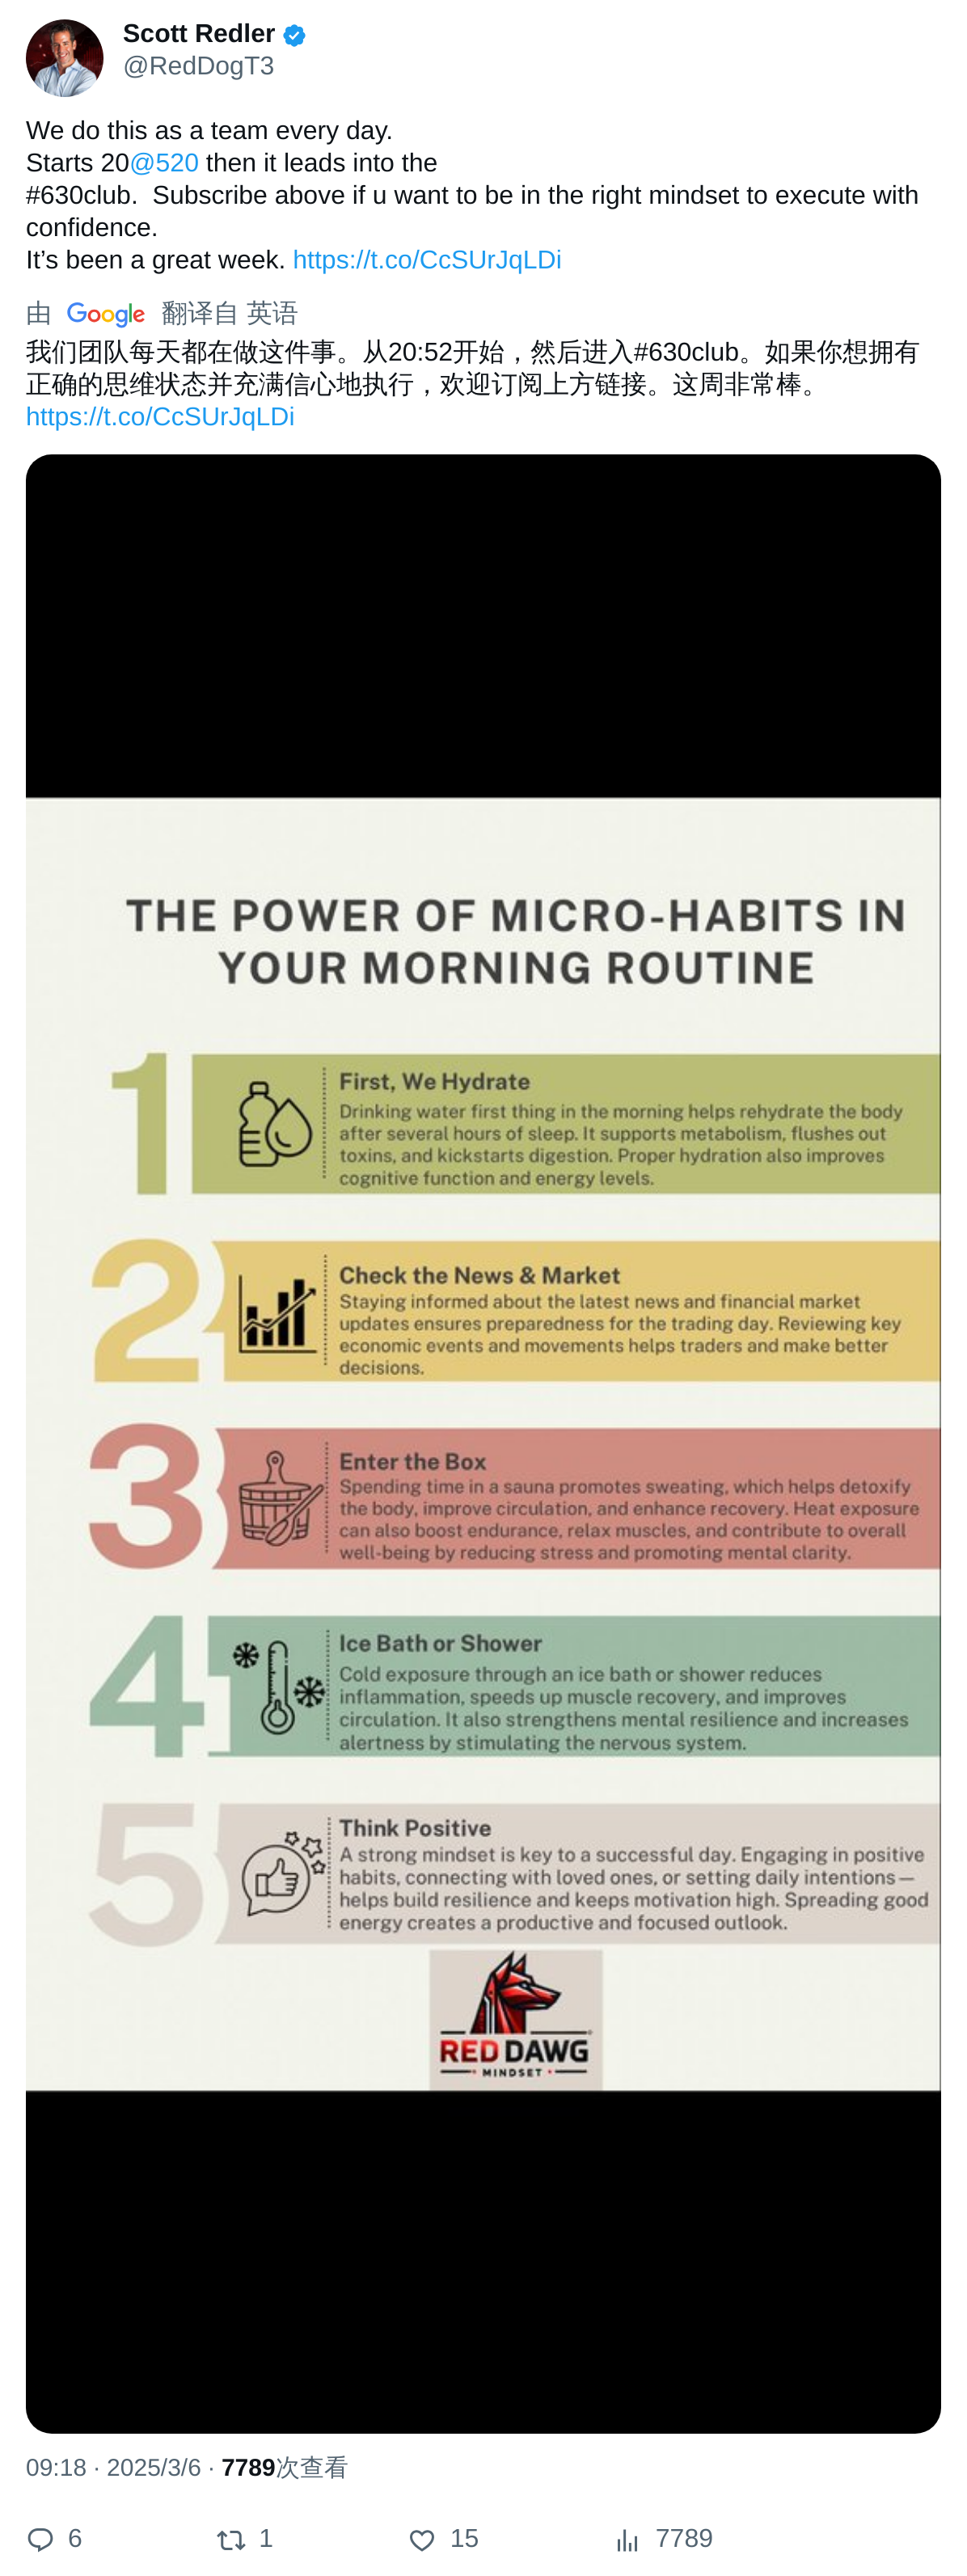 Scott Redler
@RedDogT3
We do this as a team every day.
Starts 20@520 then it leads into the
#630club.  Subscribe above if u want to be in the right mindset to execute with
confidence.
It’s been a great week. https://t.co/CcSUrJqLDi
由 Google 翻译自 英语
我们团队每天都在做这件事。从20:52开始，然后进入#630club。如果你想拥有
正确的思维状态并充满信心地执行，欢迎订阅上方链接。这周非常棒。
https://t.co/CcSUrJqLDi
THE POWER OF MICRO-HABITS IN
YOUR MORNING ROUTINE
1
First, We Hydrate
Drinking water first thing in the morning helps rehydrate the body
after several hours of sleep. It supports metabolism, flushes out
toxins, and kickstarts digestion. Proper hydration also improves
cognitive function and energy levels.
2
Check the News & Market
Staying informed about the latest news and financial market
updates ensures preparedness for the trading day. Reviewing key
economic events and movements helps traders and make better
decisions.
3
Enter the Box
Spending time in a sauna promotes sweating, which helps detoxify
the body, improve circulation, and enhance recovery. Heat exposure
can also boost endurance, relax muscles, and contribute to overall
well-being by reducing stress and promoting mental clarity.
4
Ice Bath or Shower
Cold exposure through an ice bath or shower reduces
inflammation, speeds up muscle recovery, and improves
circulation. It also strengthens mental resilience and increases
alertness by stimulating the nervous system.
5
Think Positive
A strong mindset is key to a successful day. Engaging in positive
habits, connecting with loved ones, or setting daily intentions—
helps build resilience and keeps motivation high. Spreading good
energy creates a productive and focused outlook.
RED DAWG
MINDSET
09:18 · 2025/3/6 · 7789次查看
6 1 15 7789